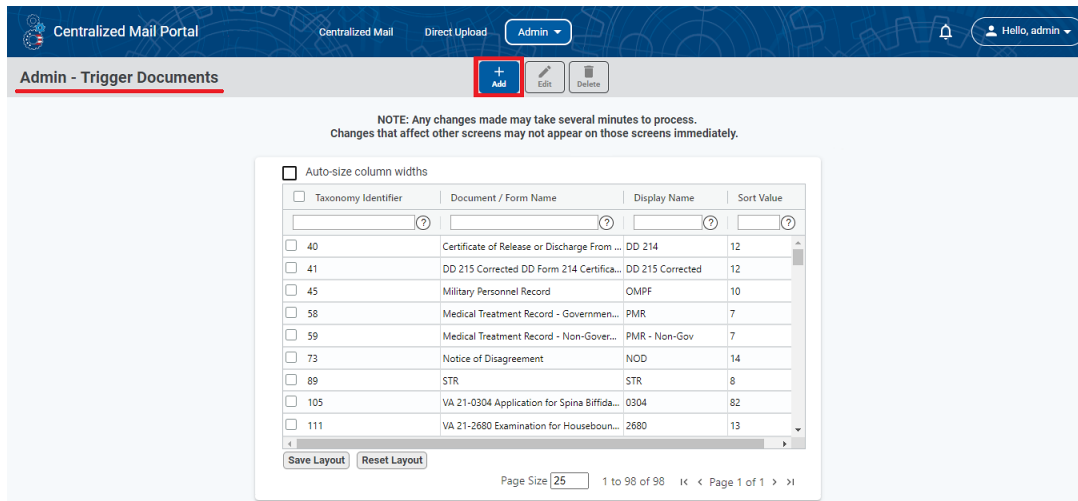 Centralized Mail Portal
Centralized Mail Direct Upload Admin
Hello, admin
Admin - Trigger Documents
Add Edit Delete
NOTE: Any changes made may take several minutes to process.
Changes that affect other screens may not appear on those screens immediately.
Auto-size column widths
Taxonomy Identifier Document / Form Name Display Name Sort Value
? ? ? ?
40 Certificate of Release or Discharge From ... DD 214 12
41 DD 215 Corrected DD Form 214 Certifica... DD 215 Corrected 12
45 Military Personnel Record OMPF 10
58 Medical Treatment Record - Governmen... PMR 7
59 Medical Treatment Record - Non-Gover... PMR - Non-Gov 7
73 Notice of Disagreement NOD 14
89 STR STR 8
105 VA 21-0304 Application for Spina Biffida... 0304 82
111 VA 21-2680 Examination for Houseboun... 2680 13
Save Layout Reset Layout
Page Size 25 1 to 98 of 98 Page 1 of 1